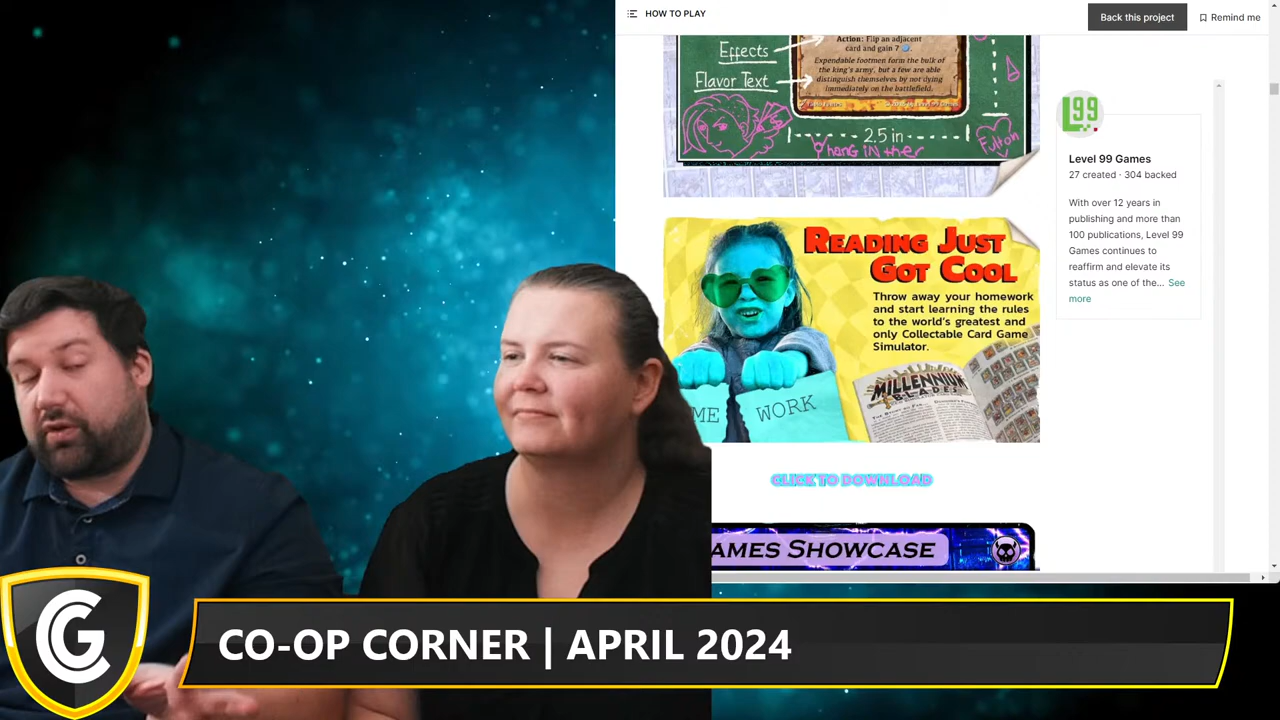 HOW TO PLAY
Back this project
Remind me
Effects
Flavor Text
Action: Flip an adjacent
card and gain 7
Expendable footmen form the bulk of
the king's army, but a few are able
distinguish themselves by not dying
immediately on the battlefield.
2.5 in
Fulton
L99
Level 99 Games
27 created · 304 backed
With over 12 years in
publishing and more than
100 publications, Level 99
Games continues to
reaffirm and elevate its
status as one of the... See
more
READING JUST
GOT COOL
Throw away your homework
and start learning the rules
to the world's greatest and
only Collectable Card Game
Simulator.
MILLENNIUM
BLADES
ME WORK
CLICK TO DOWNLOAD
AMES SHOWCASE
CO-OP CORNER | APRIL 2024